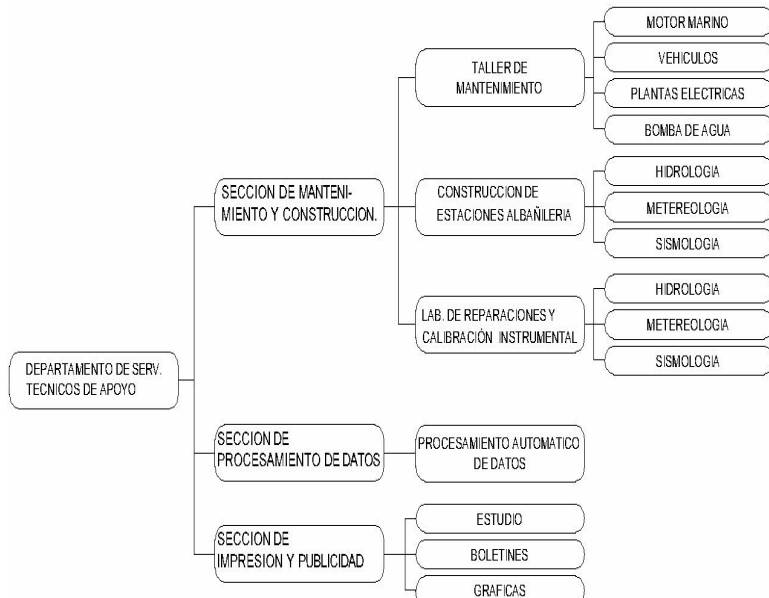 MOTOR MARINO
VEHICULOS
PLANTAS ELECTRICAS
BOMBA DE AGUA
TALLER DE
MANTENIMIENTO
HIDROLOGIA
METEREOLOGIA
SISMOLOGIA
CONSTRUCCION DE
ESTACIONES ALBAÑILERIA
SECCION DE MANTENI-
MIENTO Y CONSTRUCCION.
HIDROLOGIA
METEREOLOGIA
SISMOLOGIA
LAB. DE REPARACIONES Y
CALIBRACIÓN INSTRUMENTAL
DEPARTAMENTO DE SERV.
TECNICOS DE APOYO
SECCION DE
PROCESAMIENTO DE DATOS
PROCESAMIENTO AUTOMATICO
DE DATOS
SECCION DE
IMPRESION Y PUBLICIDAD
ESTUDIO
BOLETINES
GRAFICAS